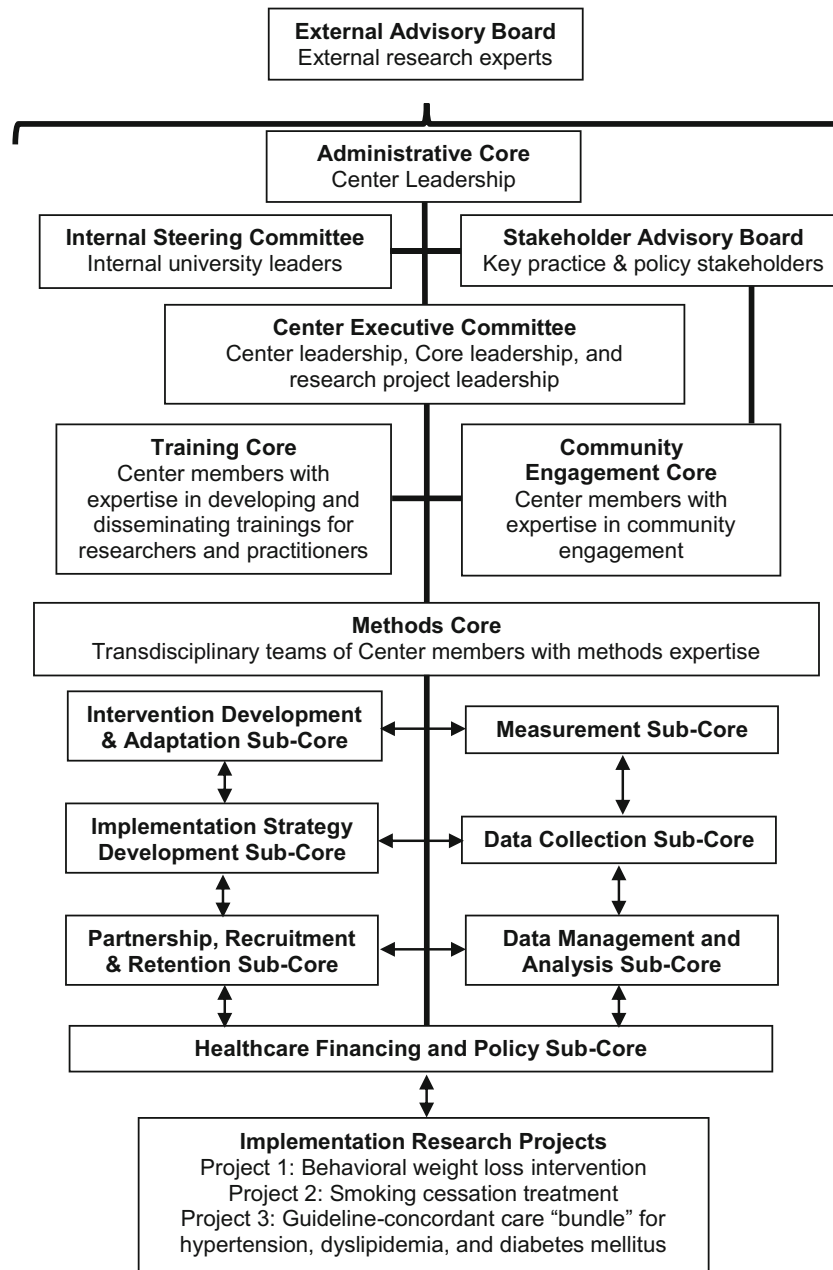 External Advisory Board
External research experts
Administrative Core
Center Leadership
Internal Steering Committee
Internal university leaders
Stakeholder Advisory Board
Key practice & policy stakeholders
Center Executive Committee
Center leadership, Core leadership, and
research project leadership
Training Core
Center members with
expertise in developing and
disseminating trainings for
researchers and practitioners
Community
Engagement Core
Center members with
expertise in community
engagement
Methods Core
Transdisciplinary teams of Center members with methods expertise
Intervention Development
& Adaptation Sub-Core
Measurement Sub-Core
Implementation Strategy
Development Sub-Core
Data Collection Sub-Core
Partnership, Recruitment
& Retention Sub-Core
Data Management and
Analysis Sub-Core
Healthcare Financing and Policy Sub-Core
Implementation Research Projects
Project 1: Behavioral weight loss intervention
Project 2: Smoking cessation treatment
Project 3: Guideline-concordant care “bundle” for
hypertension, dyslipidemia, and diabetes mellitus